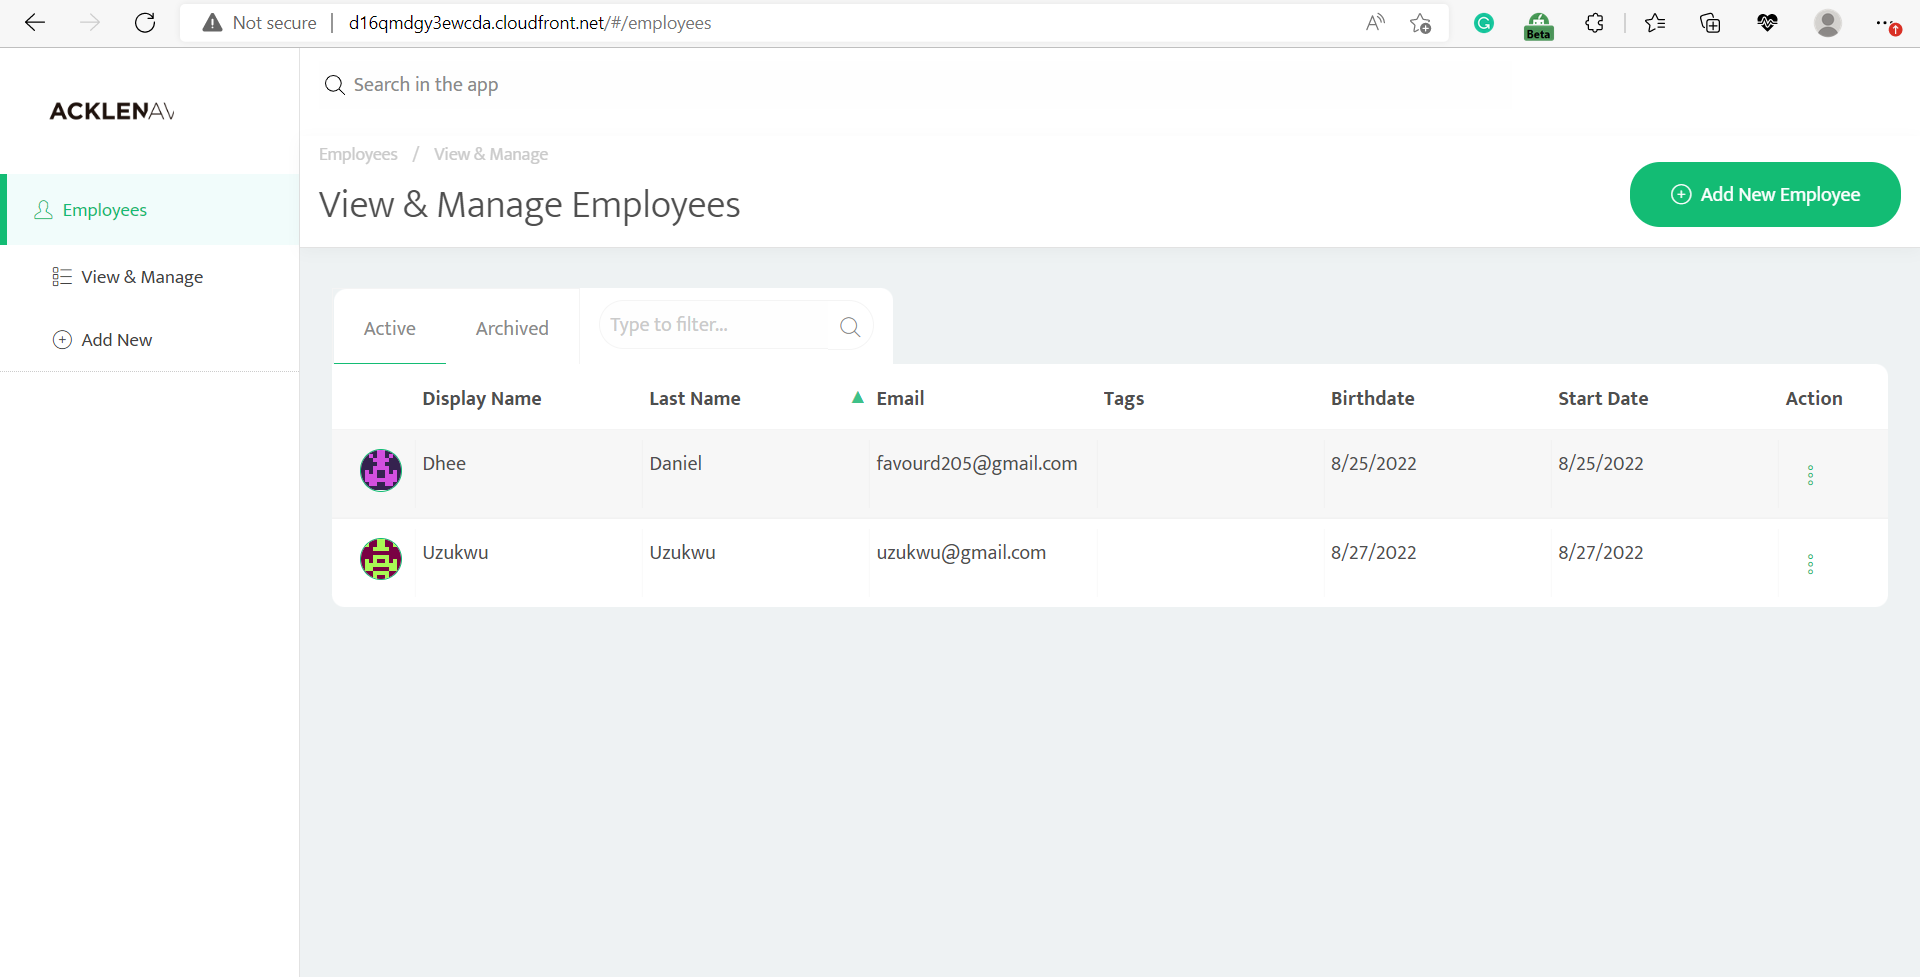 Not secure | d16qmdgy3ewcda.cloudfront.net/#/employees
Beta
Search in the app
ACKLENAV
Employees / View & Manage
View & Manage Employees
Add New Employee
Employees
View & Manage
Add New
Active Archived Type to filter...
Display Name Last Name Email Tags Birthdate Start Date Action
Dhee Daniel favourd205@gmail.com 8/25/2022 8/25/2022
Uzukwu Uzukwu uzukwu@gmail.com 8/27/2022 8/27/2022